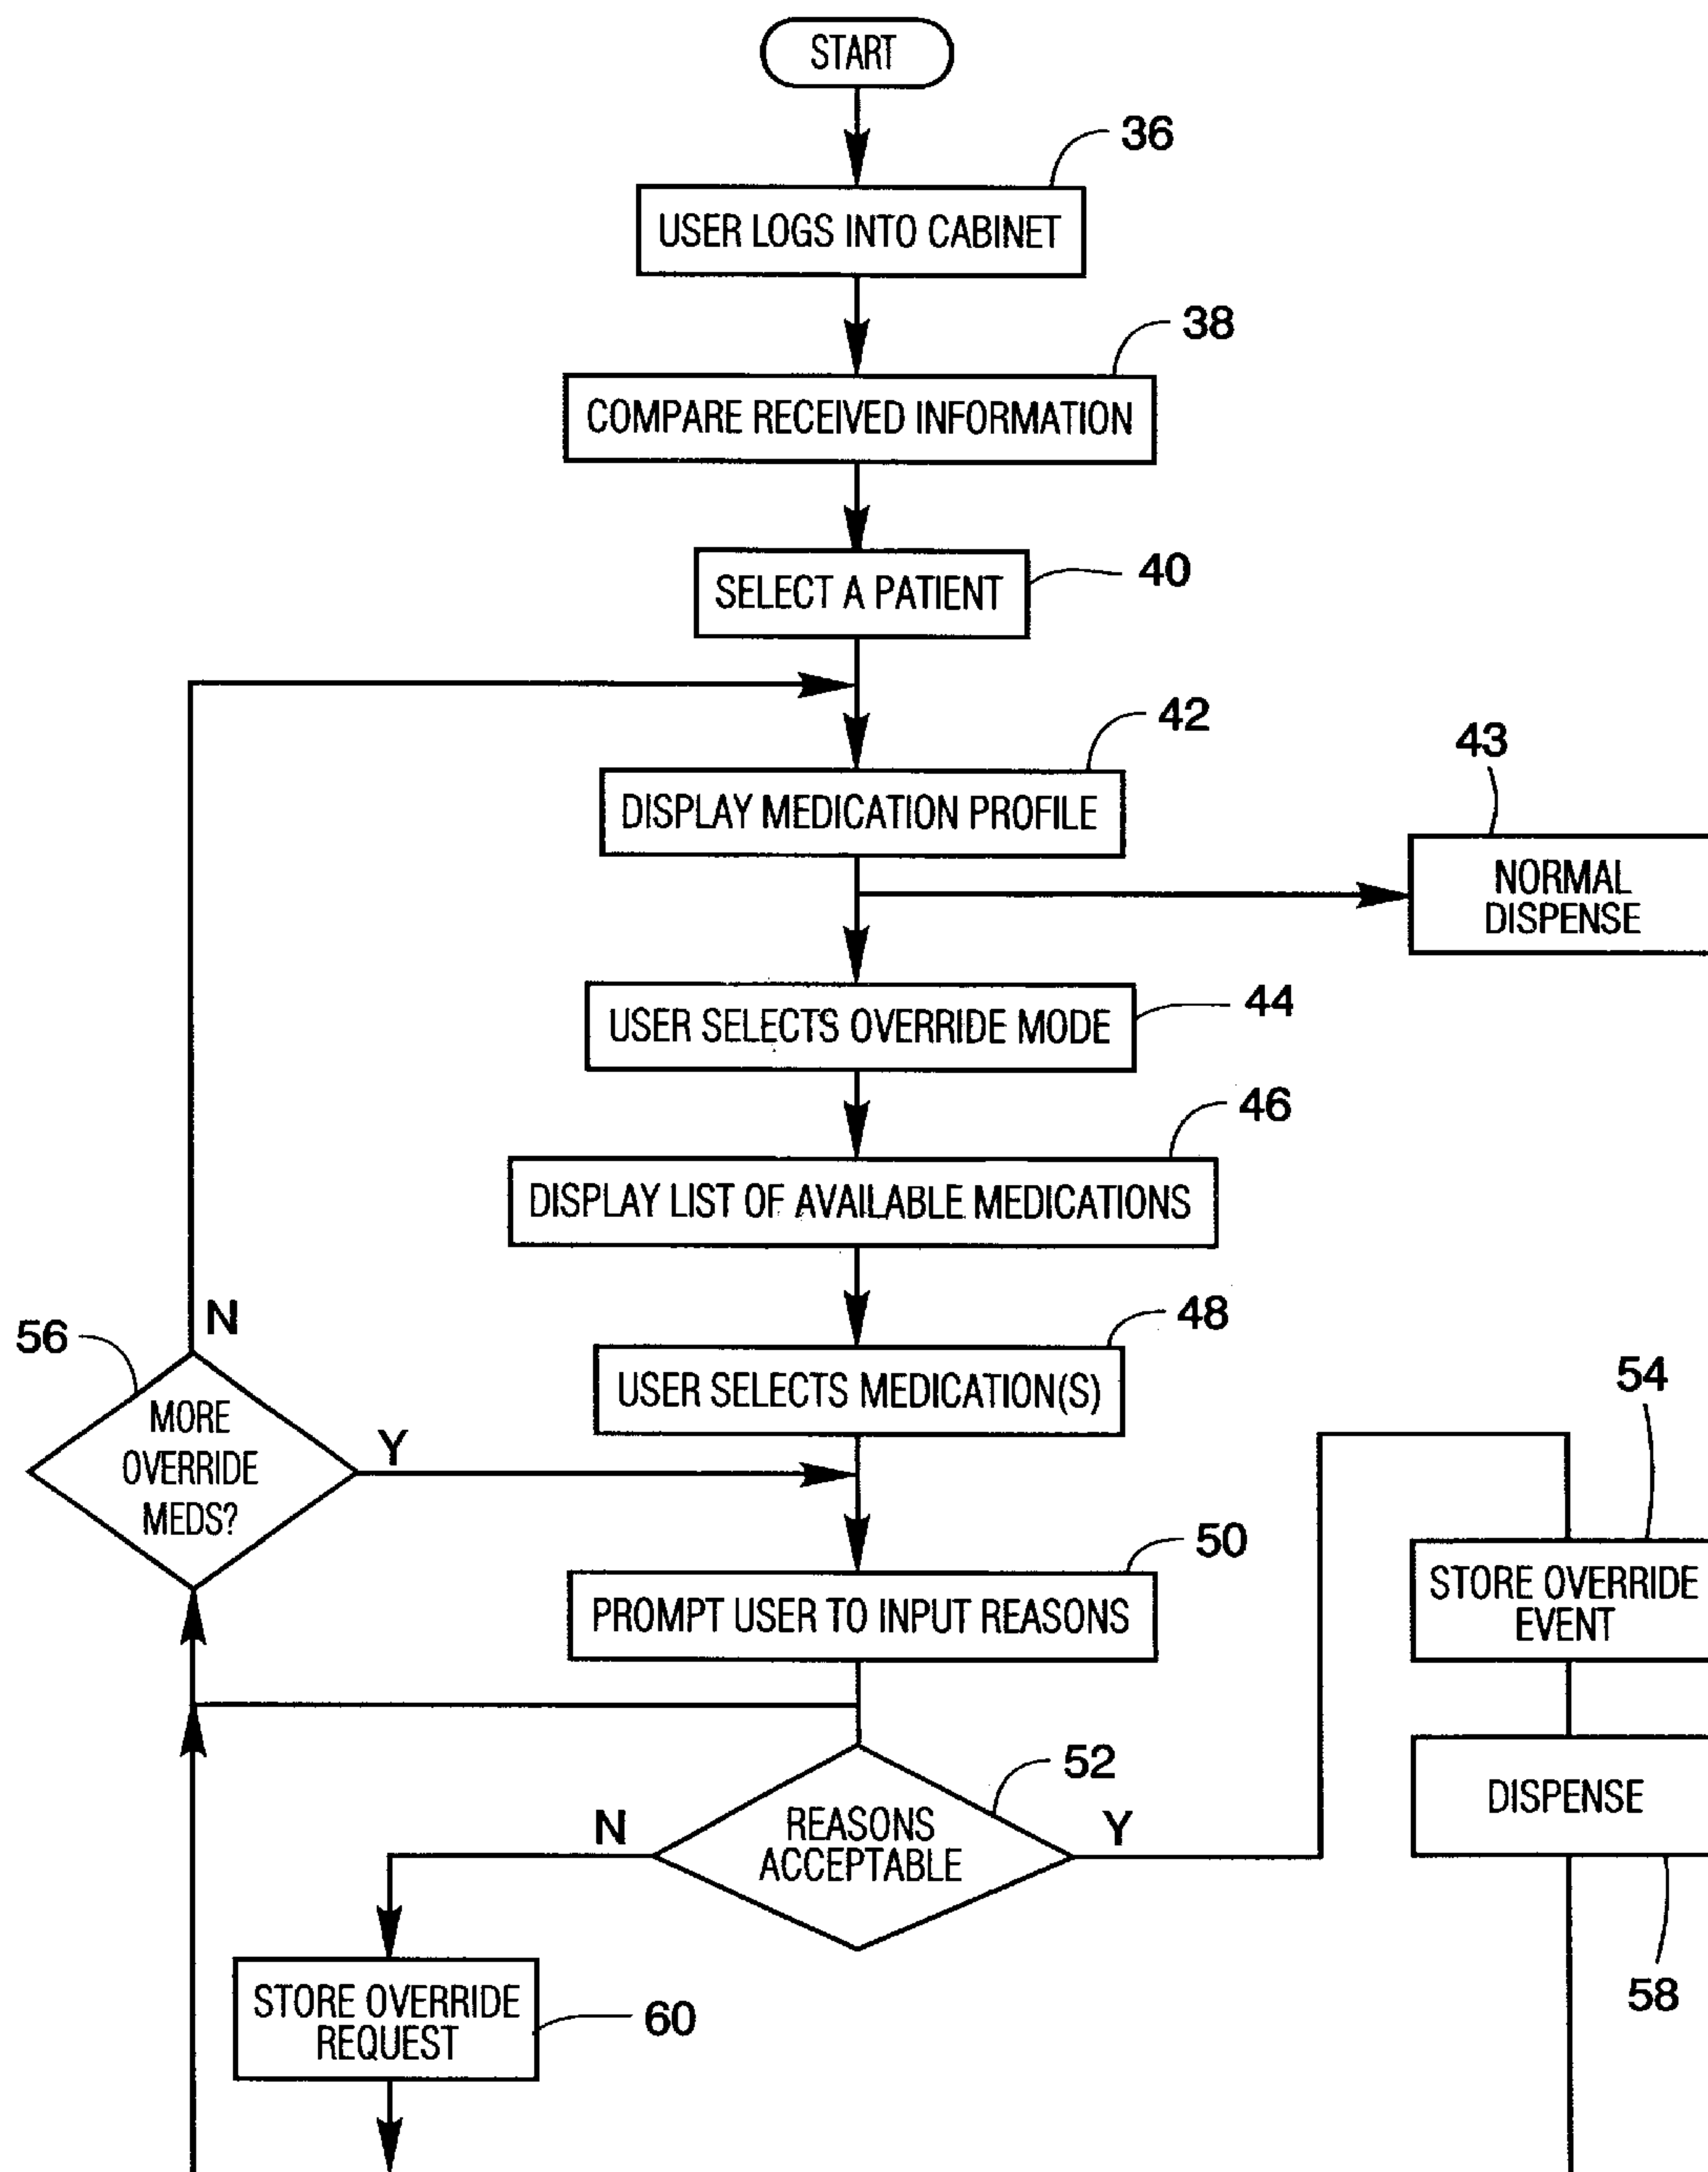 START
36
USER LOGS INTO CABINET
38
COMPARE RECEIVED INFORMATION
40
SELECT A PATIENT
42
DISPLAY MEDICATION PROFILE
43
NORMAL
DISPENSE
44
USER SELECTS OVERRIDE MODE
46
DISPLAY LIST OF AVAILABLE MEDICATIONS
48
USER SELECTS MEDICATION(S)
56
N
MORE
OVERRIDE
MEDS?
Y
50
PROMPT USER TO INPUT REASONS
54
STORE OVERRIDE
EVENT
52
REASONS
ACCEPTABLE
N
Y
DISPENSE
58
STORE OVERRIDE
REQUEST
60